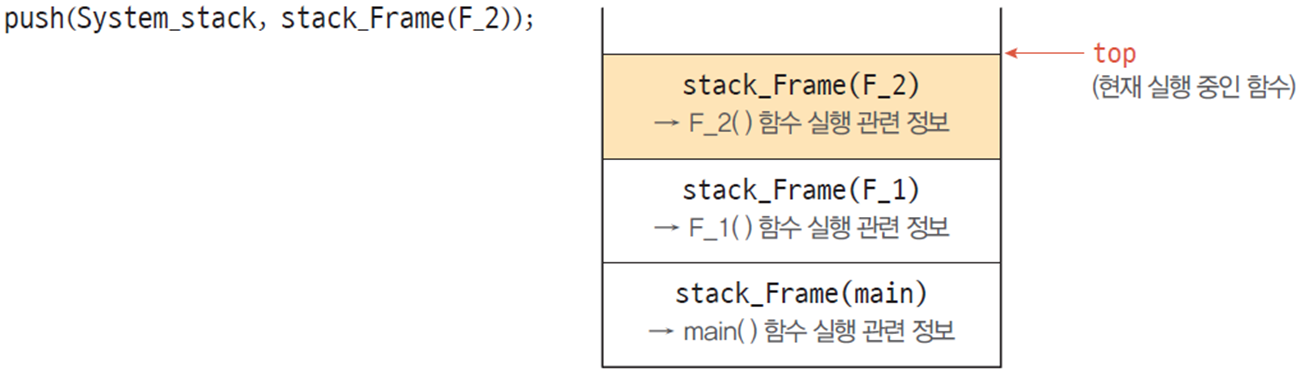 push(System_stack, stack_Frame(F_2));
top
(현재 실행 중인 함수)
stack_Frame(F_2)
→ F_2( ) 함수 실행 관련 정보
stack_Frame(F_1)
→ F_1( ) 함수 실행 관련 정보
stack_Frame(main)
→ main( ) 함수 실행 관련 정보